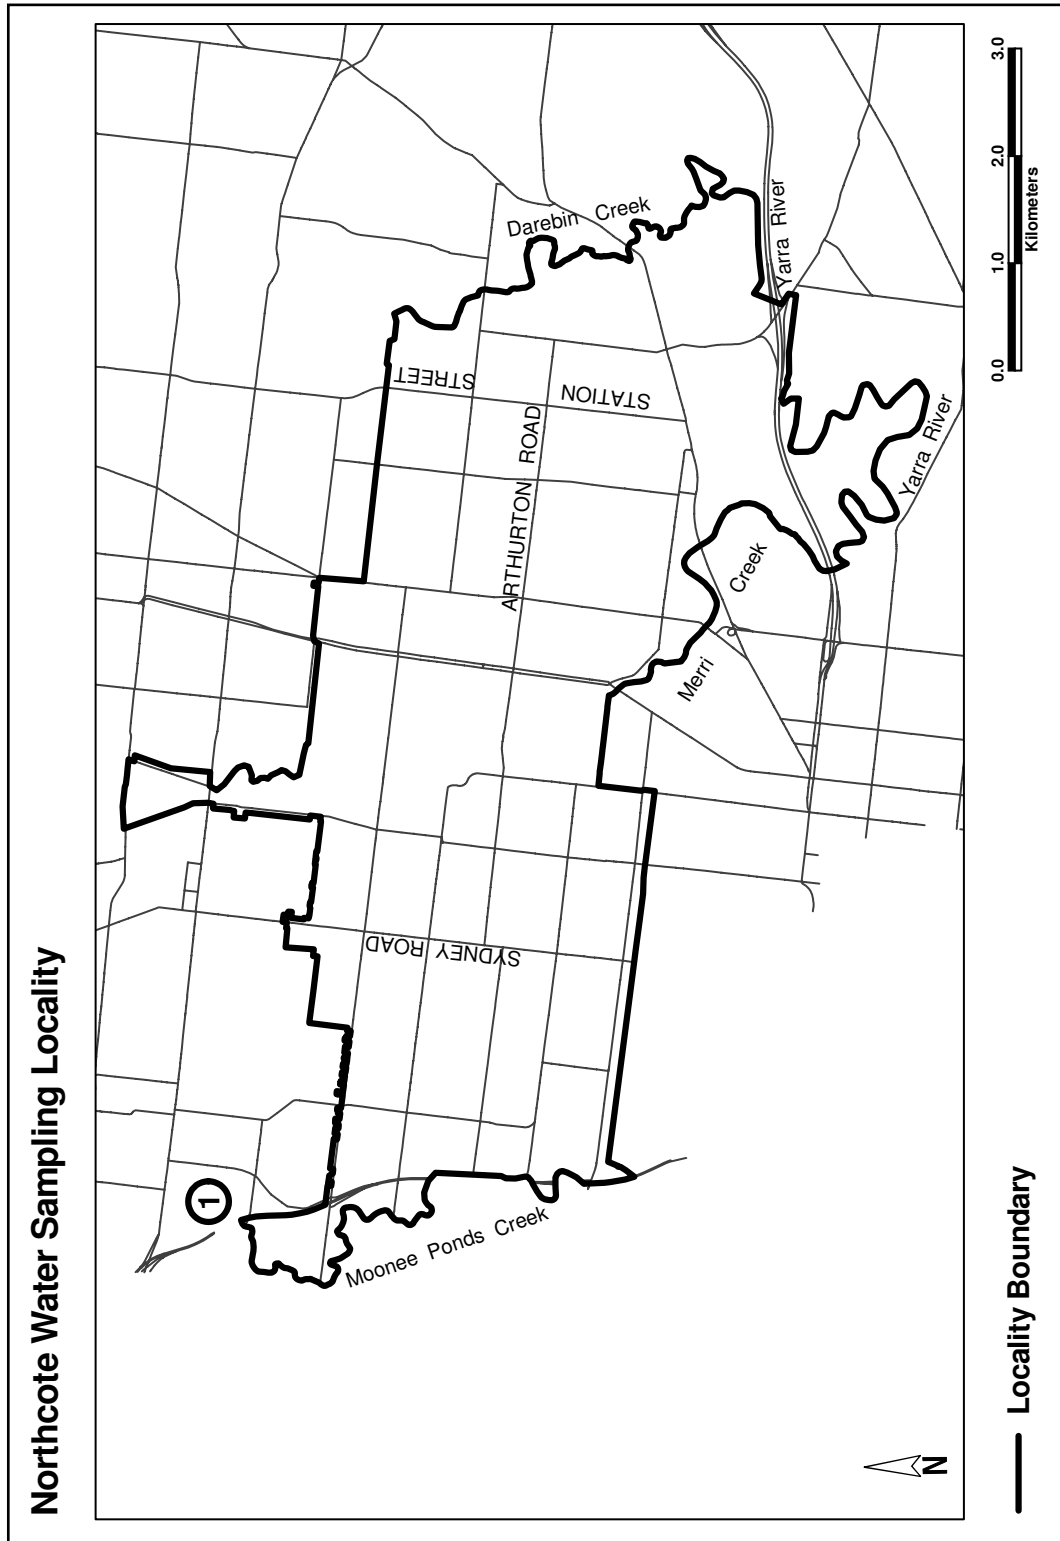 Northcote Water Sampling Locality
1
Darebin Creek
STREET
STATION
ARTHURTON ROAD
Yarra River
Yarra River
Merri
Creek
SYDNEY ROAD
Moonee Ponds Creek
N
Locality Boundary
0.0 1.0 2.0 3.0
Kilometers